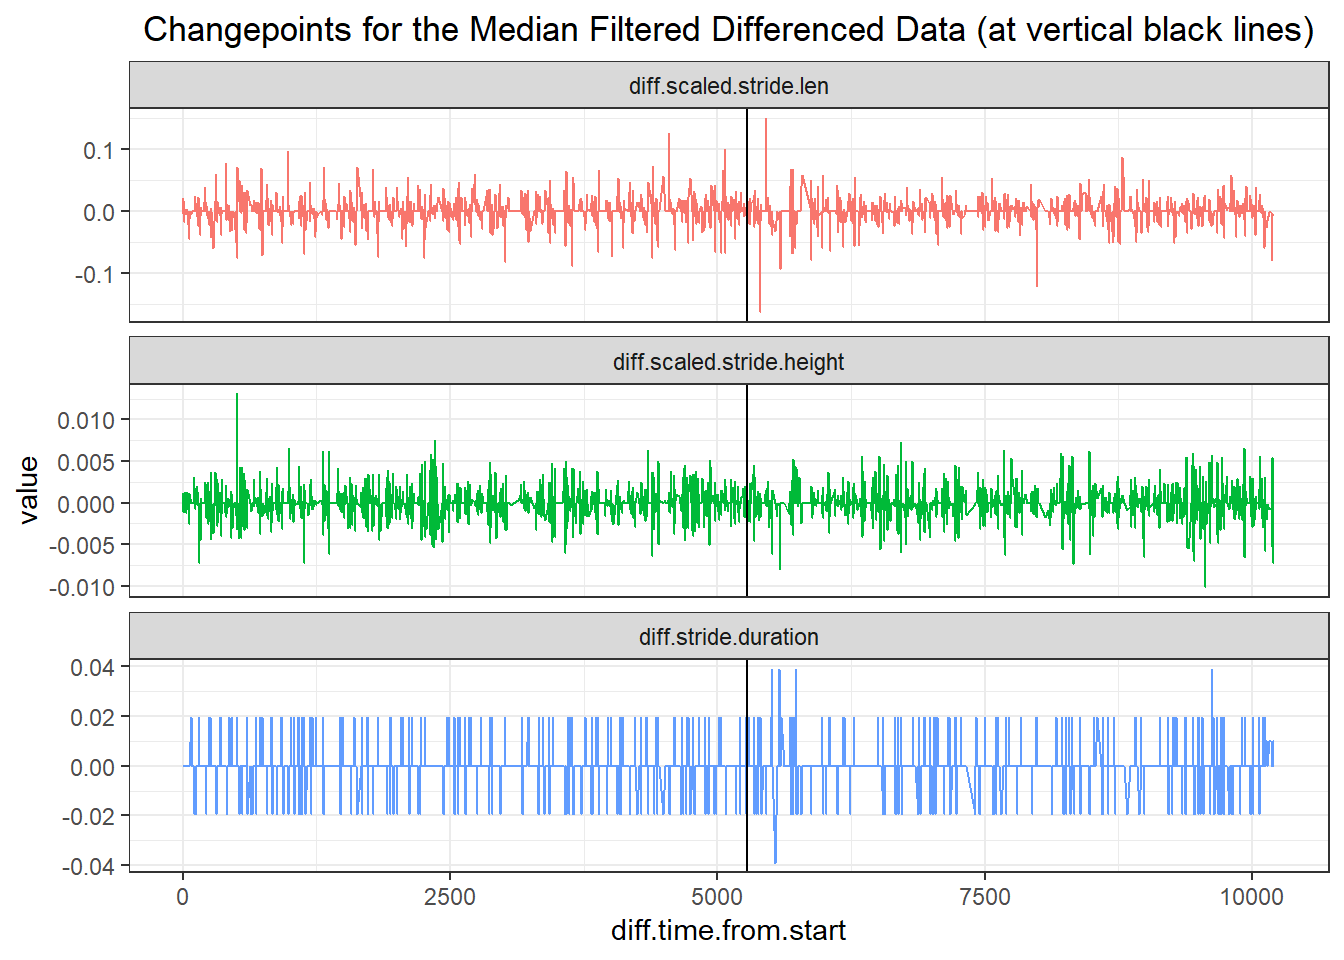 Changepoints for the Median Filtered Differenced Data (at vertical black lines)
diff.scaled.stride.len
0.1
0.0
-0.1
diff.scaled.stride.height
0.010
0.005
0.000
-0.005
-0.010
value
diff.stride.duration
0.04
0.02
0.00
-0.02
-0.04
0 2500 5000 7500 10000
diff.time.from.start